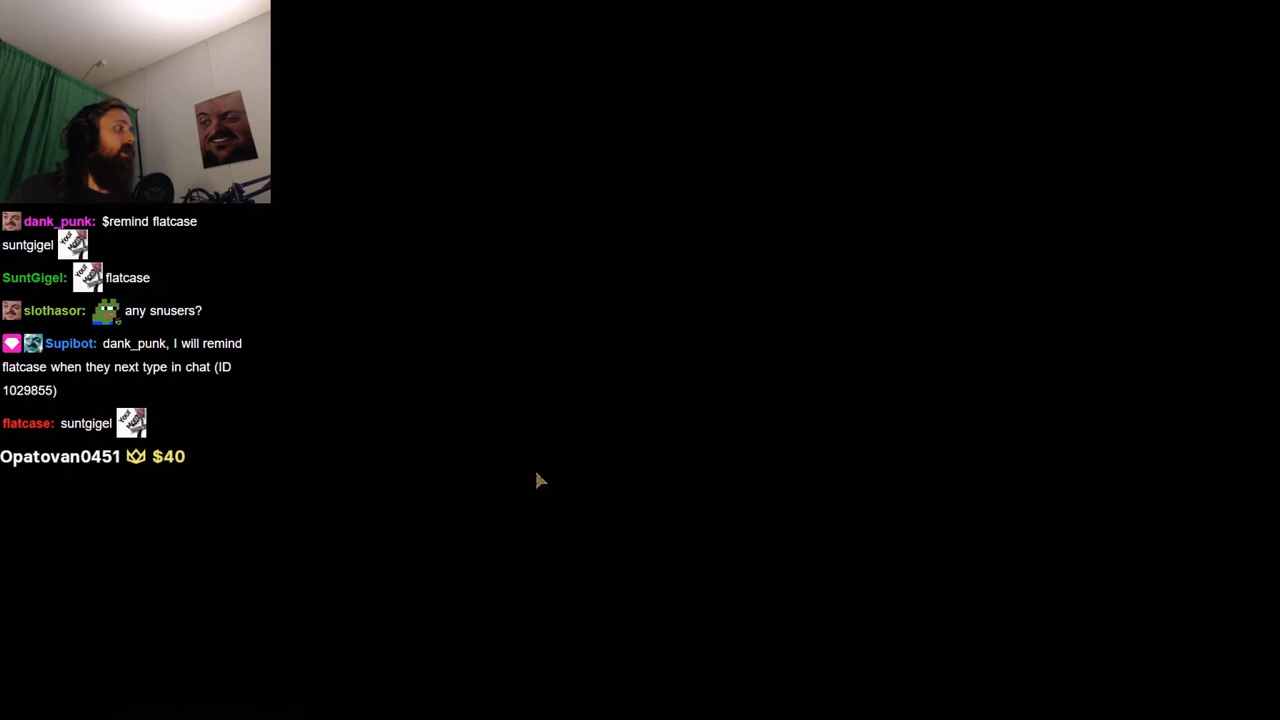 dank_punk: $remind flatcase
suntgigel
SuntGigel: flatcase
slothasor: any snusers?
Supibot: dank_punk, I will remind
flatcase when they next type in chat (ID
1029855)
flatcase: suntgigel
Opatovan0451 $40